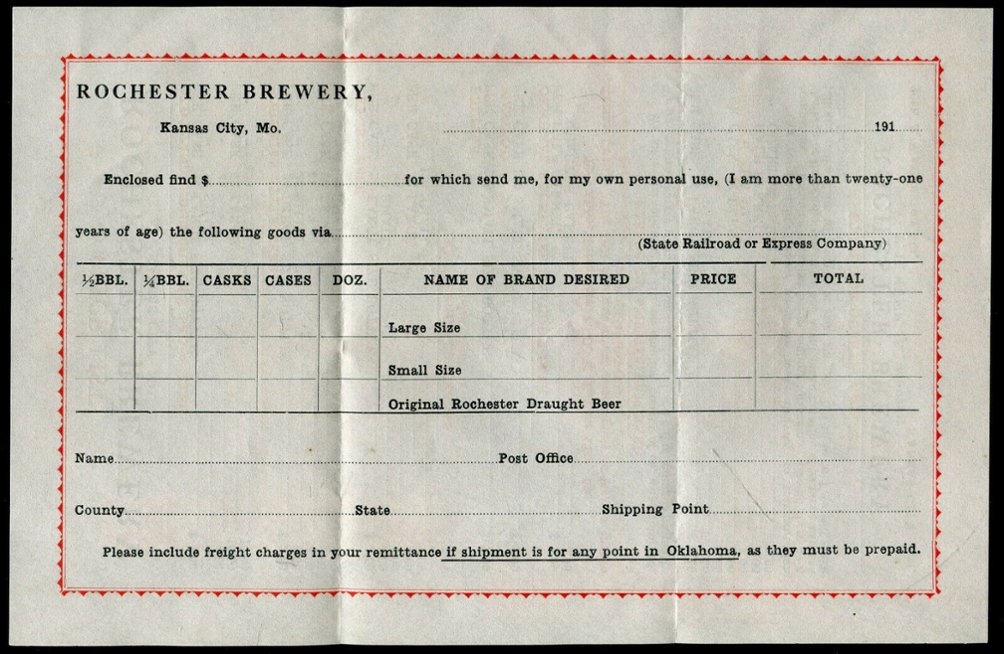 ROCHESTER BREWERY,
Kansas City, Mo. ........ 191......
Enclosed find $........ for which send me, for my own personal use, (I am more than twenty-one
years of age) the following goods via........
(State Railroad or Express Company)
½BBL. ¼BBL. CASKS CASES DOZ. NAME OF BRAND DESIRED PRICE TOTAL
Large Size
Small Size
Original Rochester Draught Beer
Name........ Post Office........
County........ State........ Shipping Point........
Please include freight charges in your remittance if shipment is for any point in Oklahoma, as they must be prepaid.